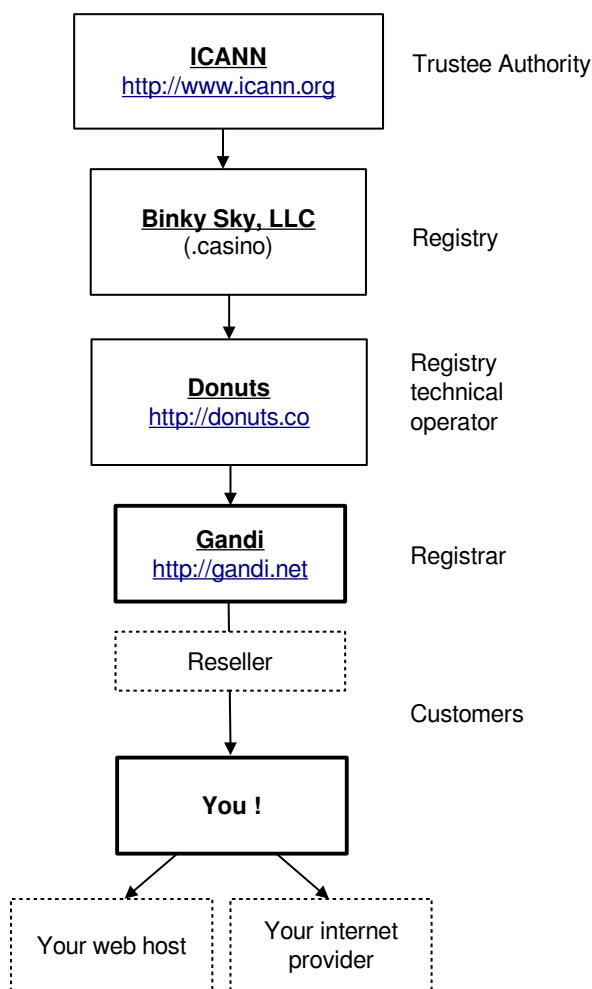 ICANN
http://www.icann.org
Trustee Authority
Binky Sky, LLC
(.casino)
Registry
Donuts
http://donuts.co
Registry
technical
operator
Gandi
http://gandi.net
Registrar
Reseller
Customers
You !
Your web host
Your internet
provider